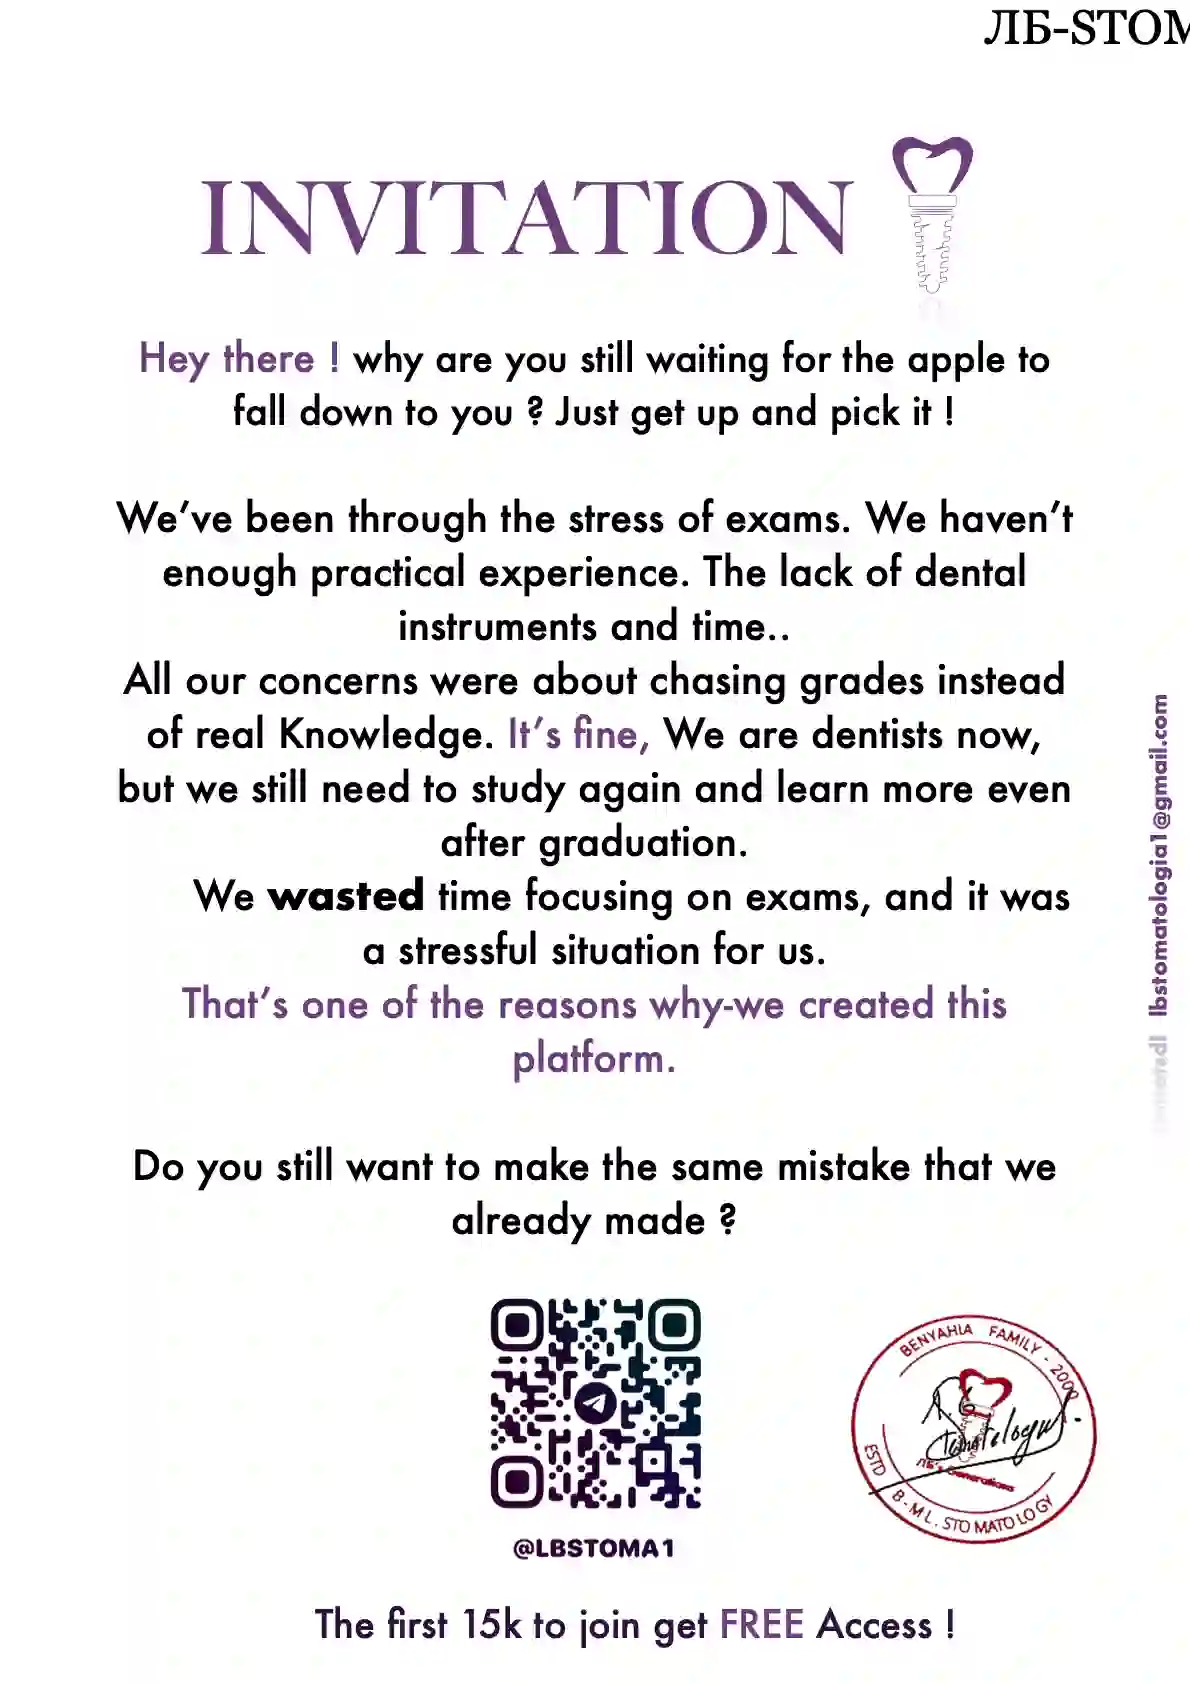 ЛБ-STOM
INVITATION
Hey there ! why are you still waiting for the apple to
fall down to you ? Just get up and pick it !
We've been through the stress of exams. We haven't
enough practical experience. The lack of dental
instruments and time..
All our concerns were about chasing grades instead
of real Knowledge. It's fine, We are dentists now,
but we still need to study again and learn more even
after graduation.
We wasted time focusing on exams, and it was
a stressful situation for us.
That's one of the reasons why-we created this
platform.
Do you still want to make the same mistake that we
already made ?
lbstomatologia1@gmail.com
@LBSTOMA1
BENYAHIA FAMILY - 2000
ESTD B - M L . STOMATOLOGY
The first 15k to join get FREE Access !